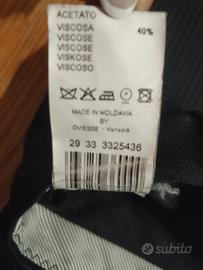 ACETATO
VISCOSA 40%
VISCOSE
VISCOSE
VISKOSE
VISCOSO
MADE IN MOLDAVIA
BY
OVIESSE - Venezia
29 33 3325436
subito